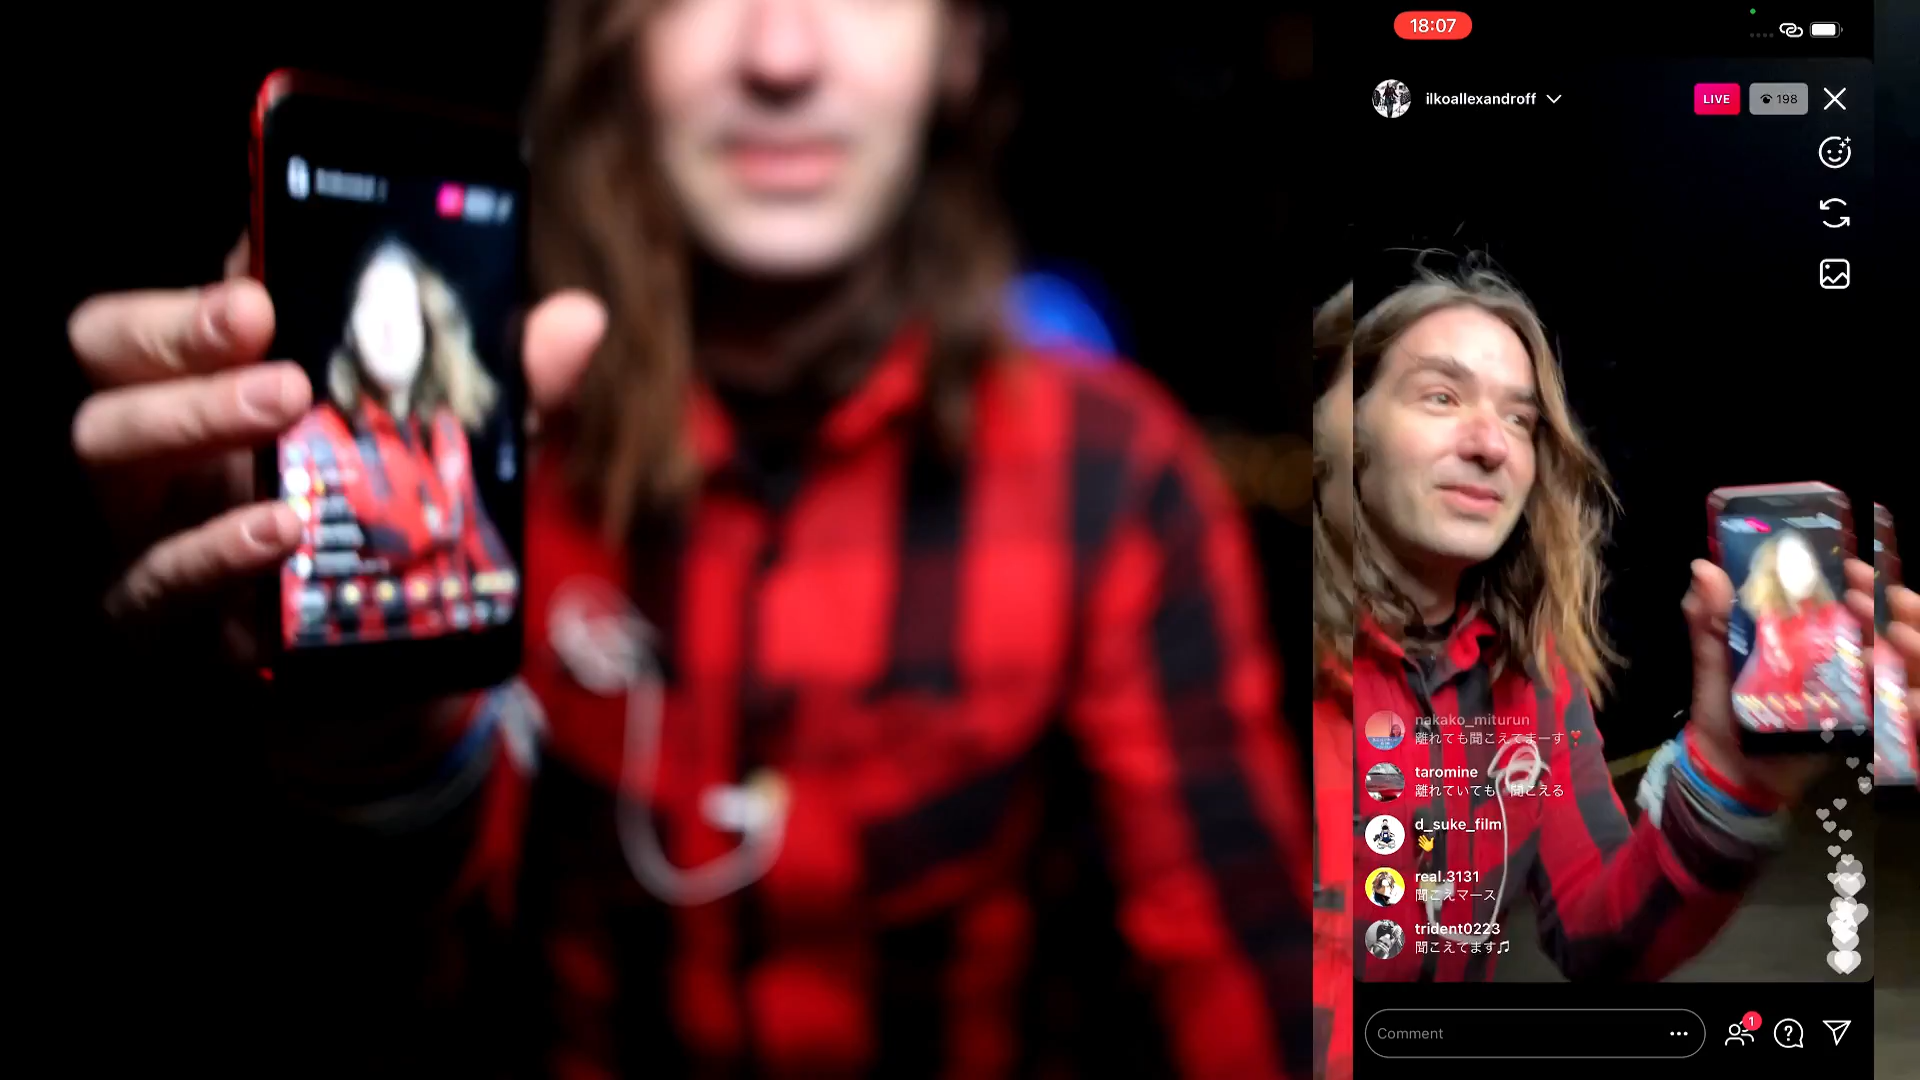 18:07
ilkoallexandroff
LIVE
198
nakako_miturun
離れても聞こえてまーす❣
taromine
離れていても 聞こえる
d_suke_film
👋
real.3131
聞こえマース
trident0223
聞こえてます♫
Comment
1